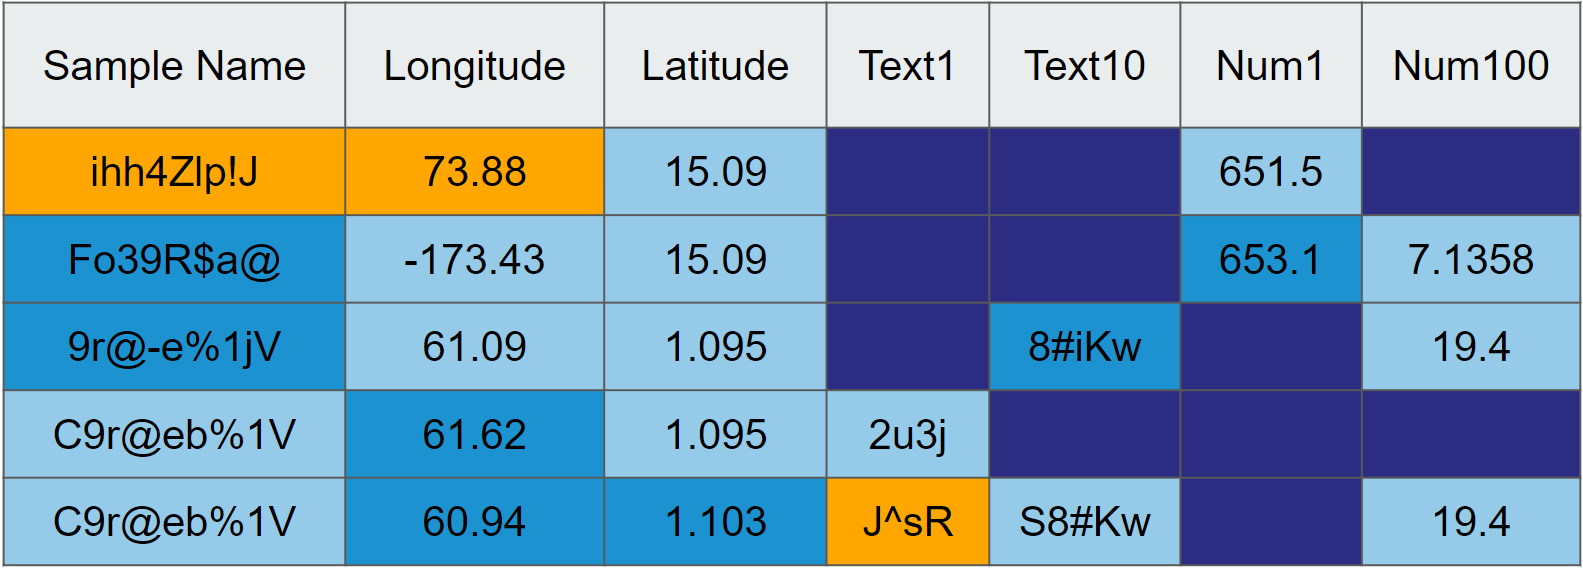 Sample Name Longitude Latitude Text1 Text10 Num1 Num100
ihh4Zlp!J 73.88 15.09 651.5
Fo39R$a@ -173.43 15.09 653.1 7.1358
9r@-e%1jV 61.09 1.095 8#iKw 19.4
C9r@eb%1V 61.62 1.095 2u3j
C9r@eb%1V 60.94 1.103 J^sR S8#Kw 19.4